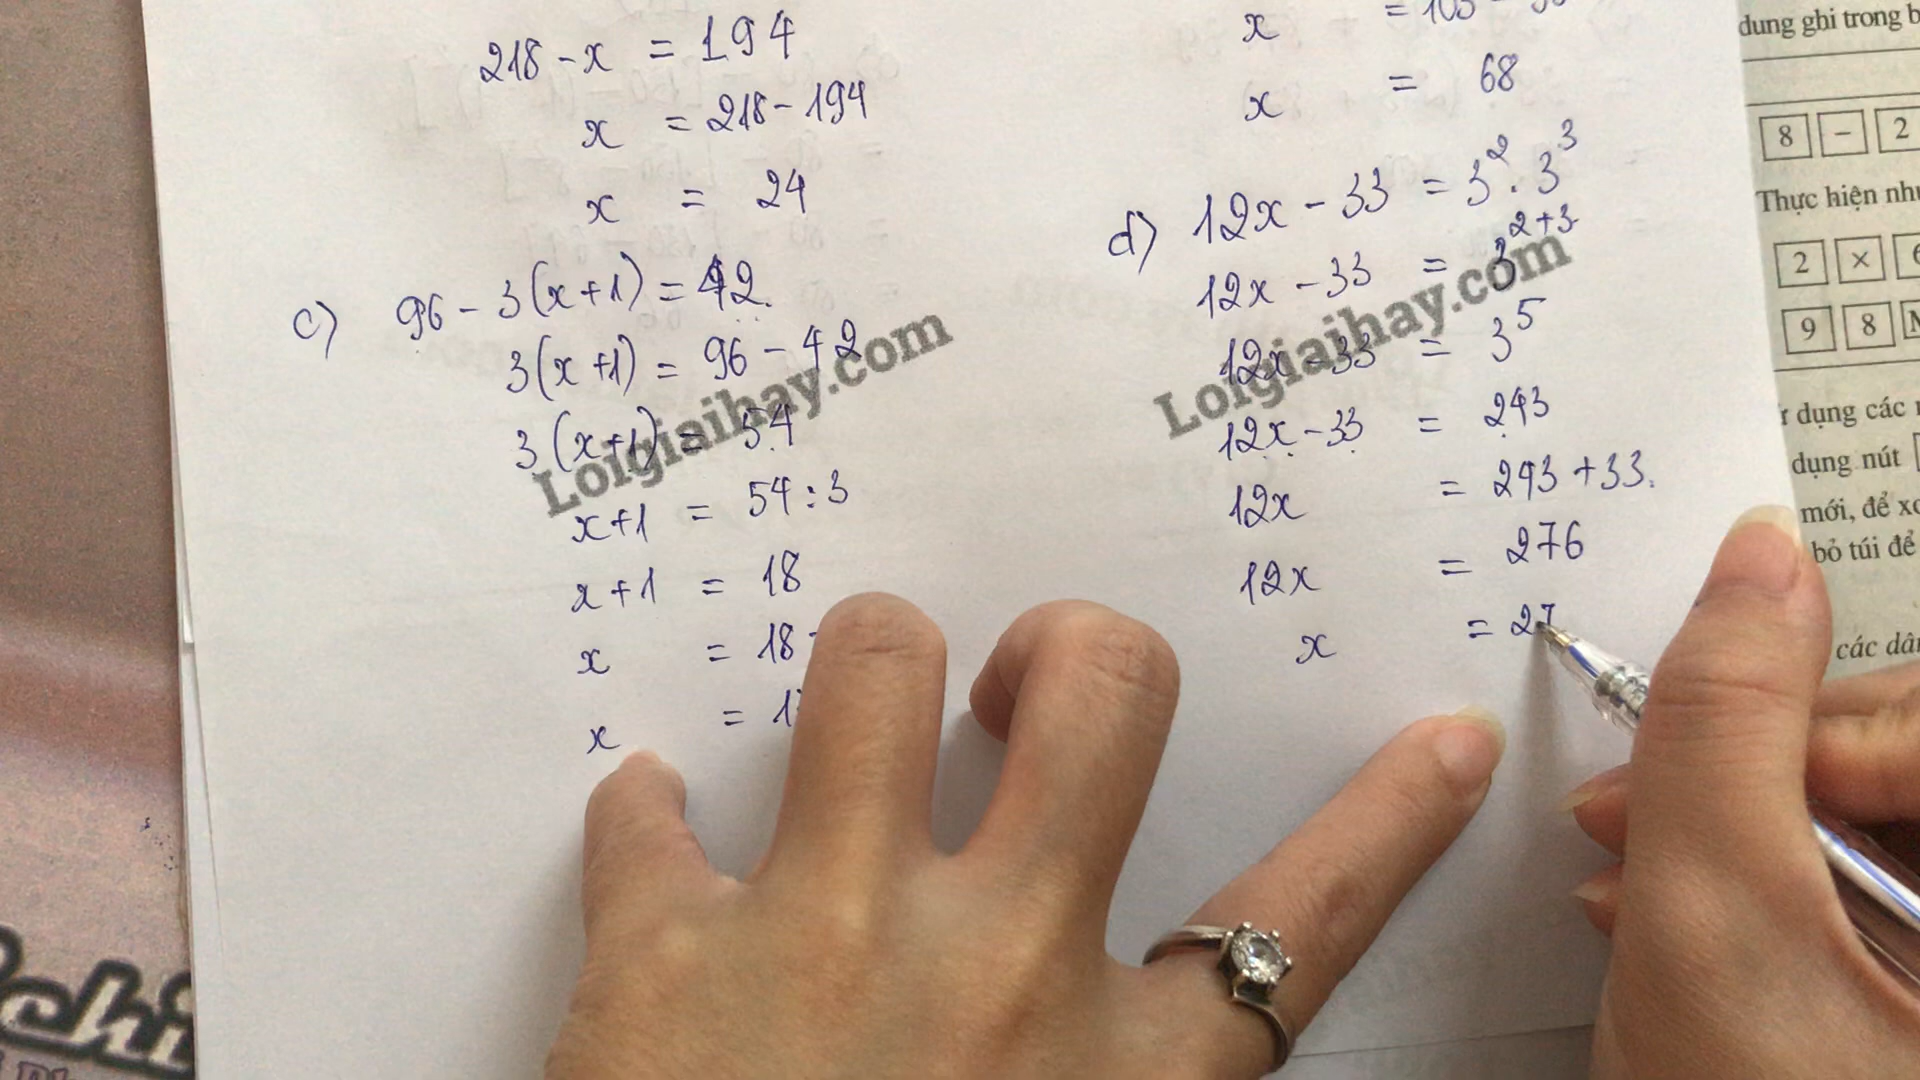 218 - x = 194
x = 218 - 194
x = 24
c) 96 - 3(x+1) = 42.
3(x+1) = 96 - 42
3(x+1) = 54
x+1 = 54 : 3
x+1 = 18
x = 18 -
x =
x = 103 -
x = 68
d) 12x - 33 = 3². 3³
12x - 33 = 3²⁺³
12x - 33 = 3⁵
12x - 33 = 243
12x = 243 + 33.
12x = 276
x = 27
Loigiaihay.com
Loigiaihay.com
dung ghi trong
8 − 2
Thực hiện
2 ×
9 8
dụng các
dụng nút
mới, để
bỏ túi để
các